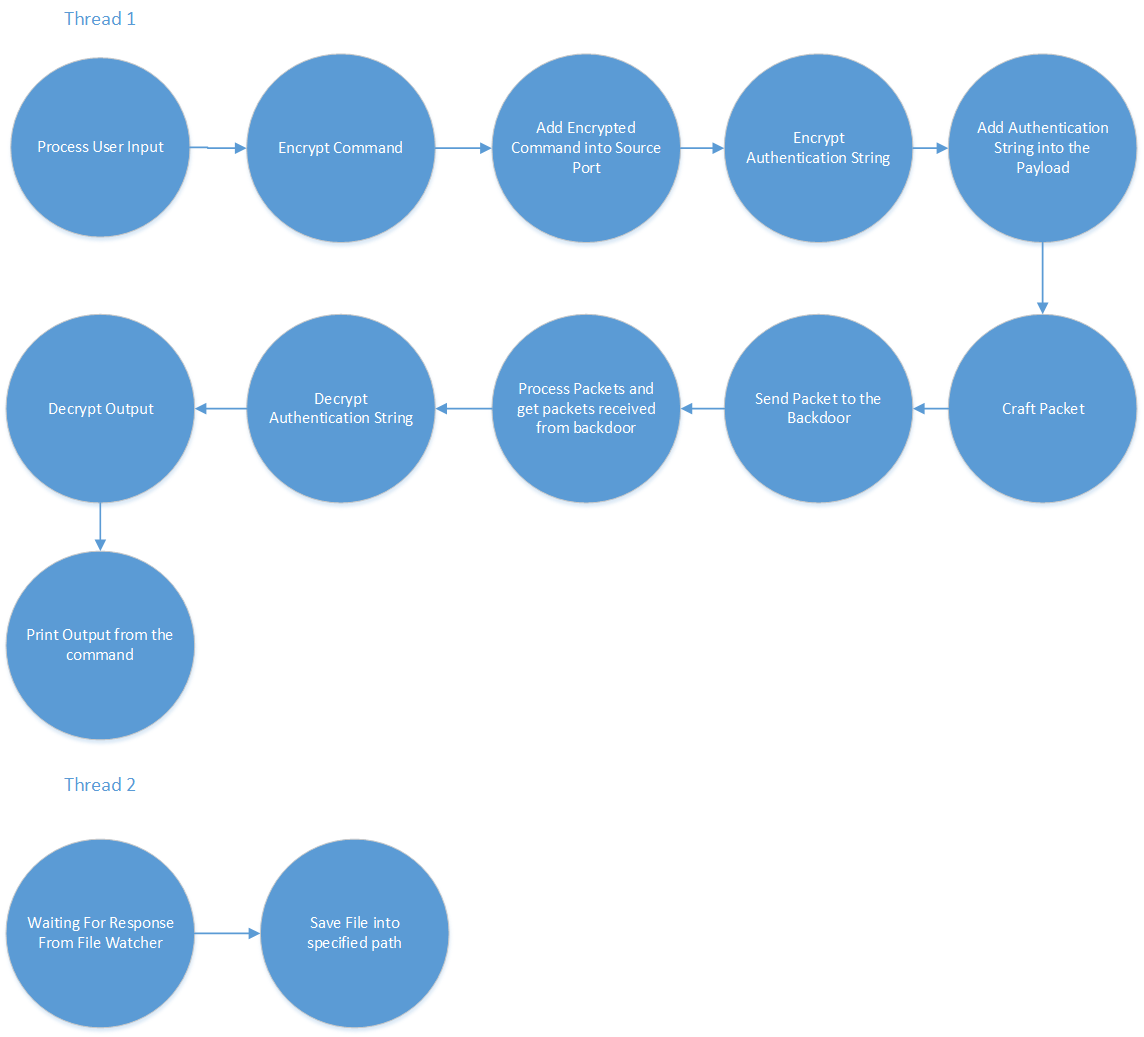 Thread 1
Process User Input
Encrypt Command
Add Encrypted
Command into Source
Port
Encrypt
Authentication String
Add Authentication
String into the
Payload
Craft Packet
Send Packet to the
Backdoor
Process Packets and
get packets received
from backdoor
Decrypt
Authentication String
Decrypt Output
Print Output from the
command
Thread 2
Waiting For Response
From File Watcher
Save File into
specified path